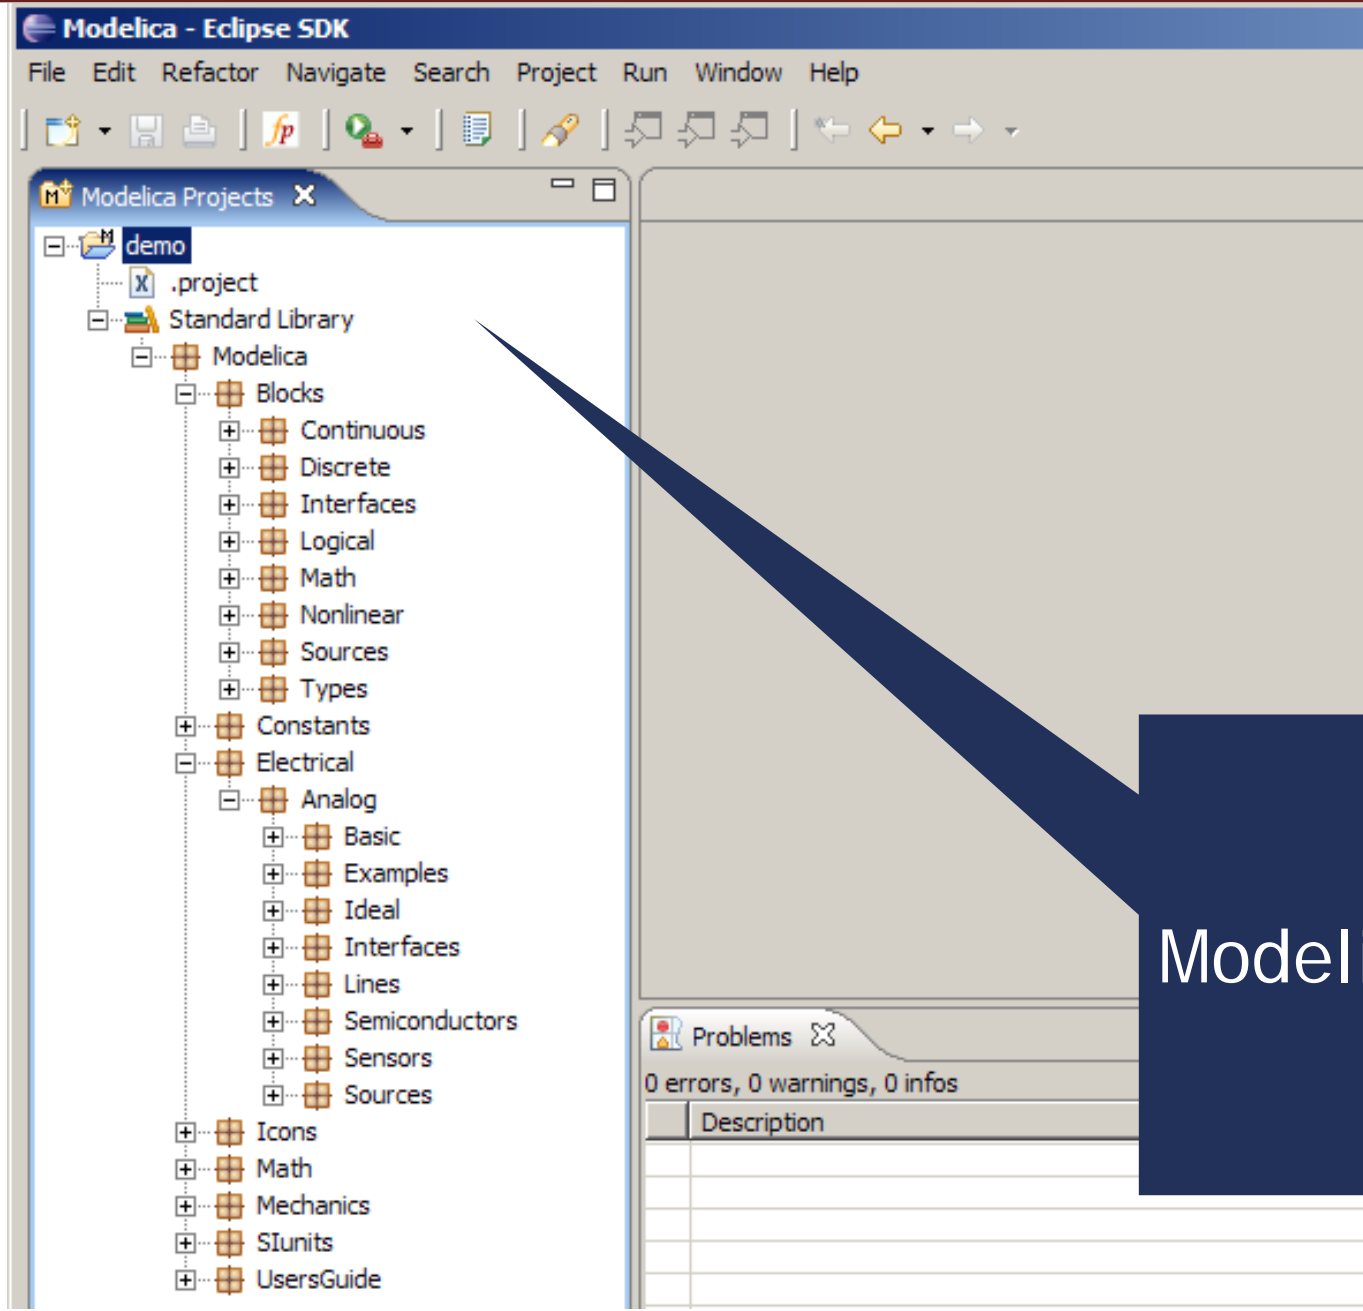 Modelica - Eclipse SDK
File Edit Refactor Navigate Search Project Run Window Help
Modelica Projects
demo
.project
Standard Library
Modelica
Blocks
Continuous
Discrete
Interfaces
Logical
Math
Nonlinear
Sources
Types
Constants
Electrical
Analog
Basic
Examples
Ideal
Interfaces
Lines
Semiconductors
Sensors
Sources
Icons
Math
Mechanics
SIunits
UsersGuide
Modeli
Problems
0 errors, 0 warnings, 0 infos
Description